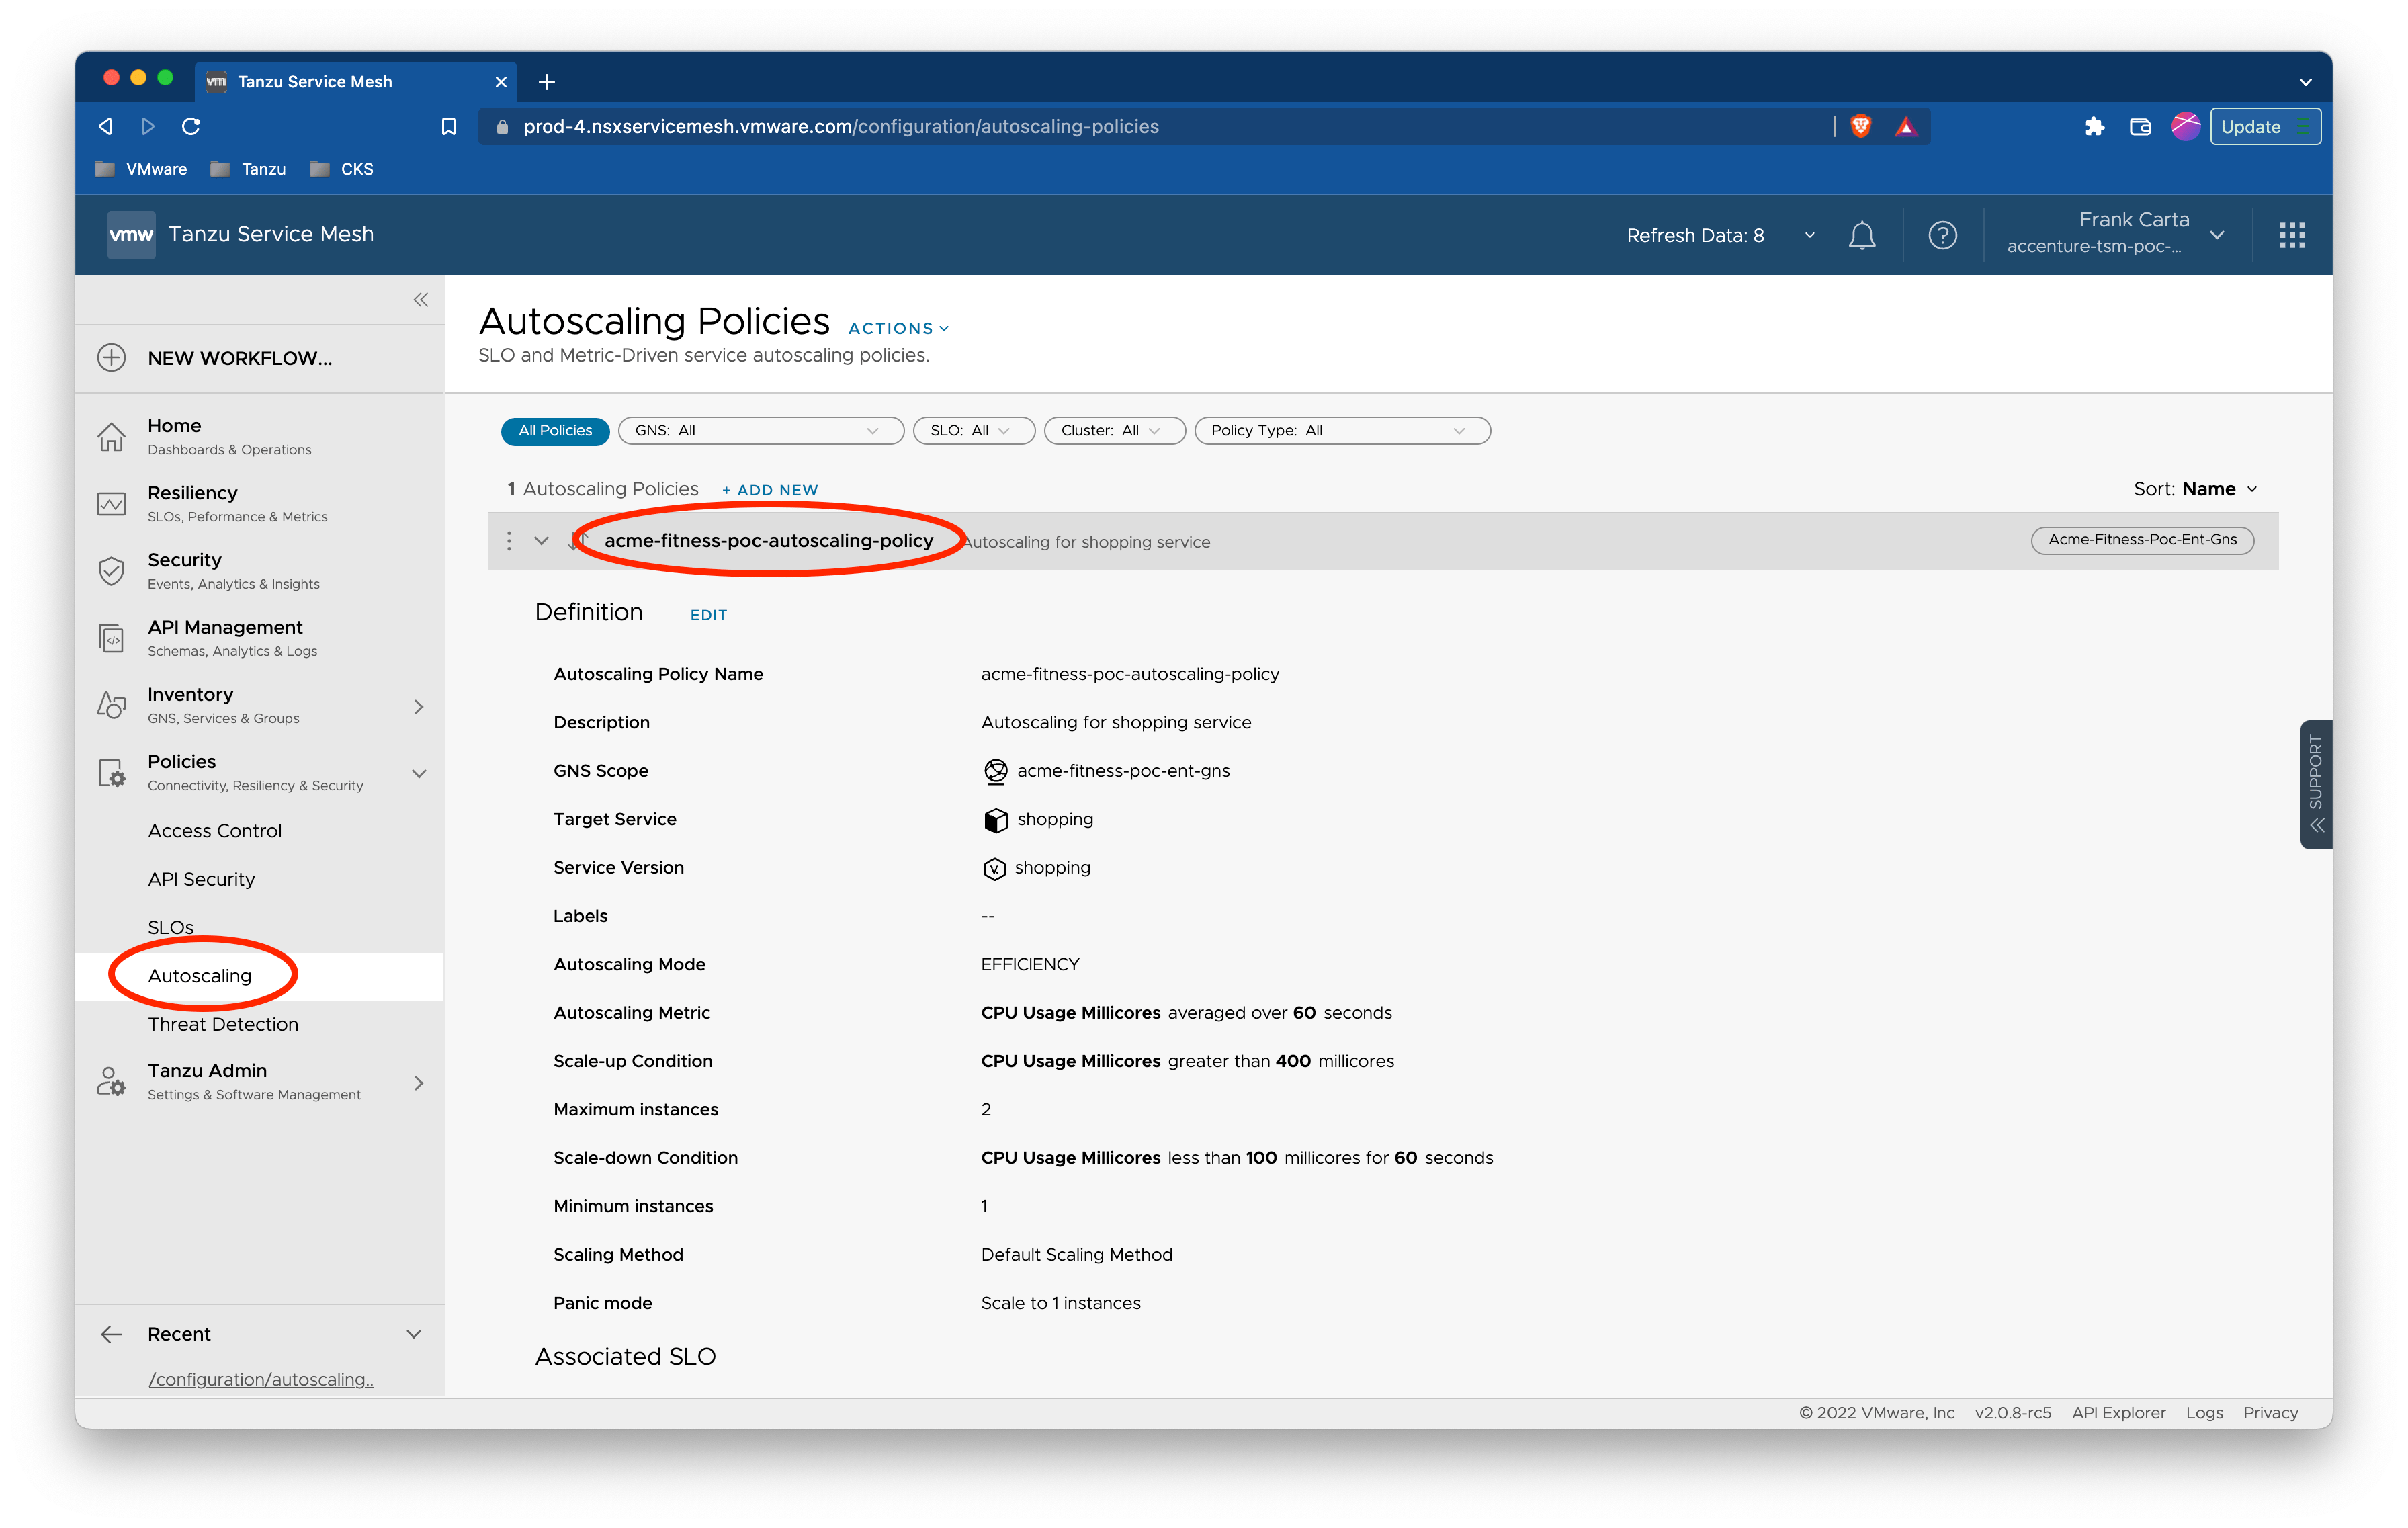 vm Tanzu Service Mesh
prod-4.nsxservicemesh.vmware.com/configuration/autoscaling-policies
Update
VMware Tanzu CKS
vmw Tanzu Service Mesh
Refresh Data: 8
Frank Carta
accenture-tsm-poc-...
NEW WORKFLOW...
Home
Dashboards & Operations
Resiliency
SLOs, Peformance & Metrics
Security
Events, Analytics & Insights
API Management
Schemas, Analytics & Logs
Inventory
GNS, Services & Groups
Policies
Connectivity, Resiliency & Security
Access Control
API Security
SLOs
Autoscaling
Threat Detection
Tanzu Admin
Settings & Software Management
Recent
/configuration/autoscaling..
Autoscaling Policies ACTIONS
SLO and Metric-Driven service autoscaling policies.
All Policies GNS: All SLO: All Cluster: All Policy Type: All
1 Autoscaling Policies + ADD NEW Sort: Name
acme-fitness-poc-autoscaling-policy Autoscaling for shopping service Acme-Fitness-Poc-Ent-Gns
Definition EDIT
Autoscaling Policy Name acme-fitness-poc-autoscaling-policy
Description Autoscaling for shopping service
GNS Scope acme-fitness-poc-ent-gns
Target Service shopping
Service Version shopping
Labels --
Autoscaling Mode EFFICIENCY
Autoscaling Metric CPU Usage Millicores averaged over 60 seconds
Scale-up Condition CPU Usage Millicores greater than 400 millicores
Maximum instances 2
Scale-down Condition CPU Usage Millicores less than 100 millicores for 60 seconds
Minimum instances 1
Scaling Method Default Scaling Method
Panic mode Scale to 1 instances
Associated SLO
SUPPORT
© 2022 VMware, Inc v2.0.8-rc5 API Explorer Logs Privacy